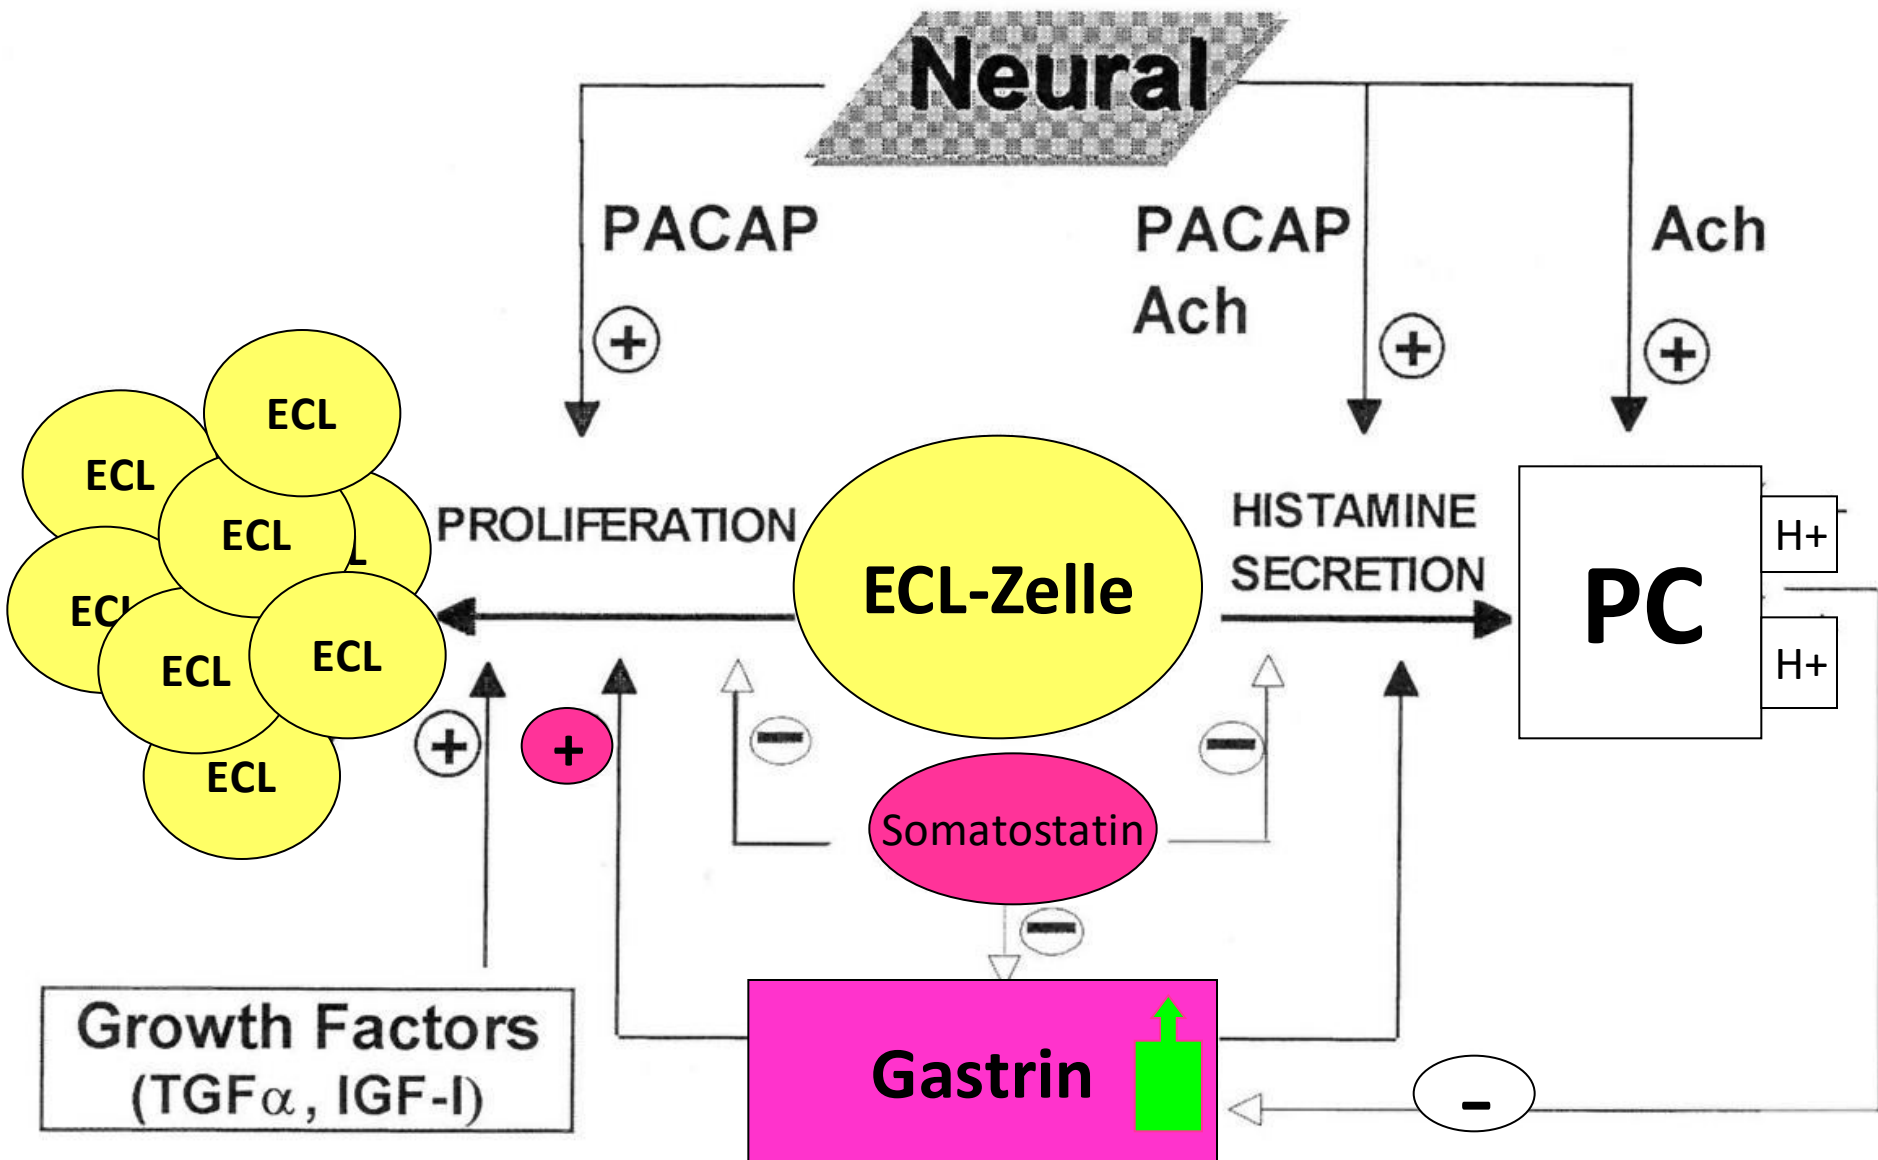 Neural
PACAP
PACAP
Ach
Ach
+
+
+
ECL
ECL
ECL
L
ECL
ECL
ECL
ECL
PROLIFERATION
ECL-Zelle
HISTAMINE
SECRETION
PC
H+
H+
+
+
−
−
Somatostatin
−
Growth Factors
(TGFα, IGF-I)
Gastrin
-